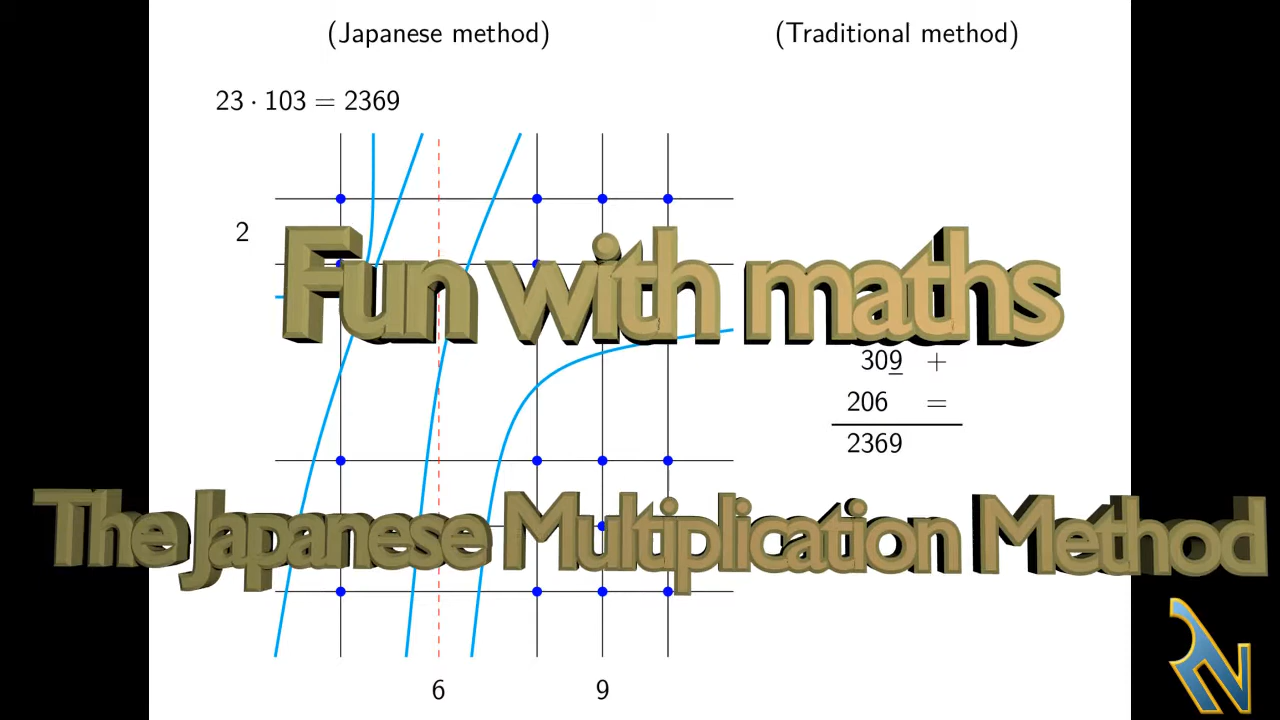 (Japanese method)
(Traditional method)
23 · 103 = 2369
2
Fun with maths
309 +
206 =
2369
The Japanese Multiplication Method
6
9